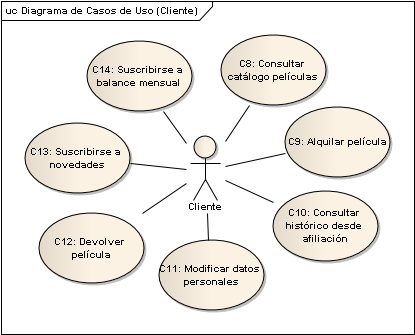 uc Diagrama de Casos de Uso (Cliente)
C14: Suscribirse a
balance mensual
C8: Consultar
catálogo películas
C13: Suscribirse a
novedades
C9: Alquilar película
Cliente
C10: Consultar
histórico desde
afiliación
C12: Devolver
película
C11: Modificar datos
personales